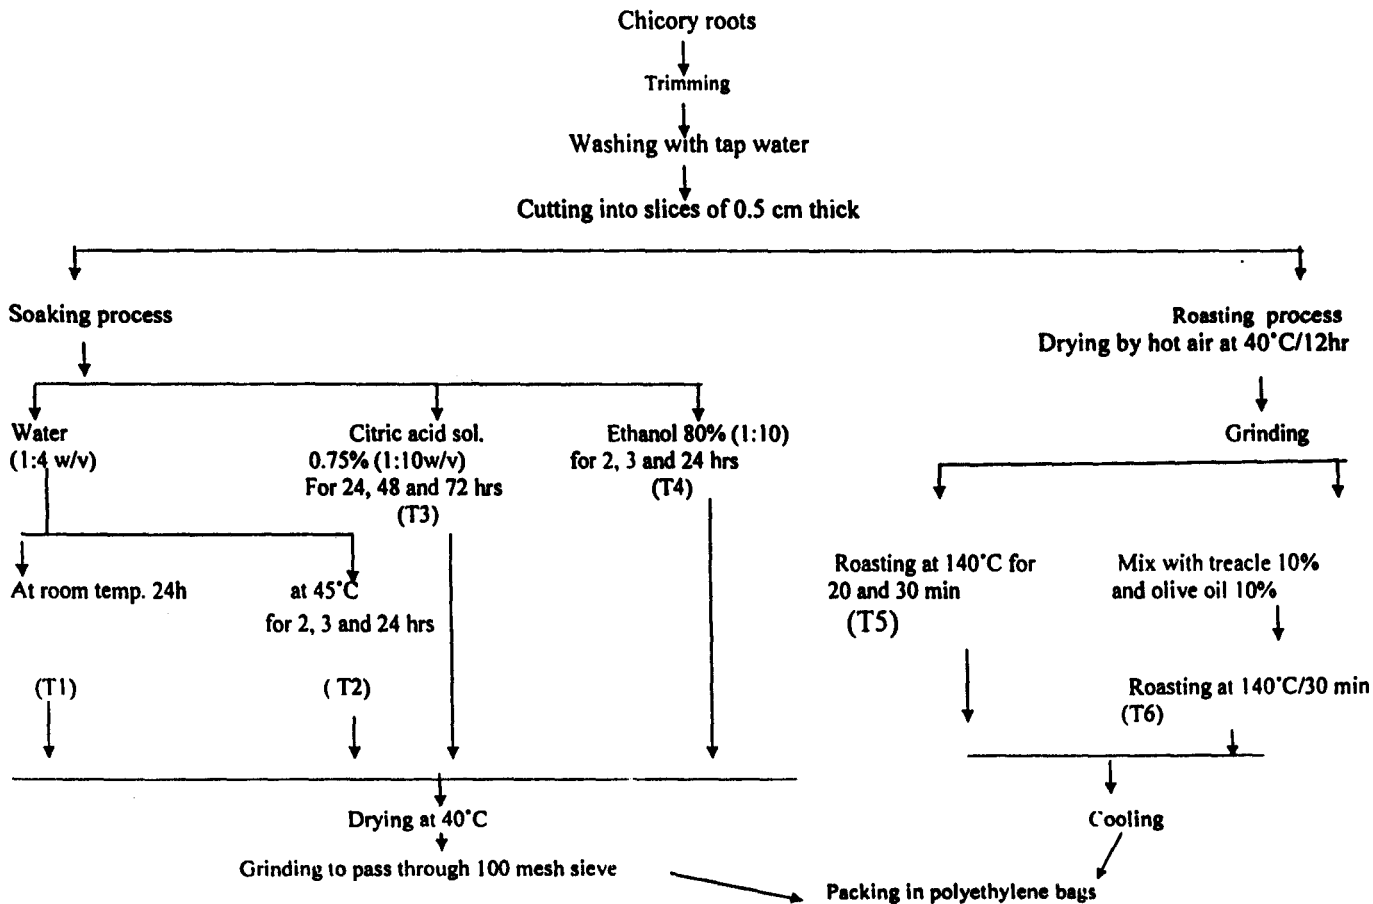 Chicory roots
Trimming
Washing with tap water
Cutting into slices of 0.5 cm thick
Soaking process
Roasting process
Drying by hot air at 40°C/12hr
Water
(1:4 w/v)
Citric acid sol.
0.75% (1:10w/v)
For 24, 48 and 72 hrs
(T3)
Ethanol 80% (1:10)
for 2, 3 and 24 hrs
(T4)
Grinding
At room temp. 24h
at 45°C
for 2, 3 and 24 hrs
Roasting at 140°C for
20 and 30 min
(T5)
Mix with treacle 10%
and olive oil 10%
(T1)
( T2)
Roasting at 140°C/30 min
(T6)
Drying at 40°C
Cooling
Grinding to pass through 100 mesh sieve
Packing in polyethylene bags